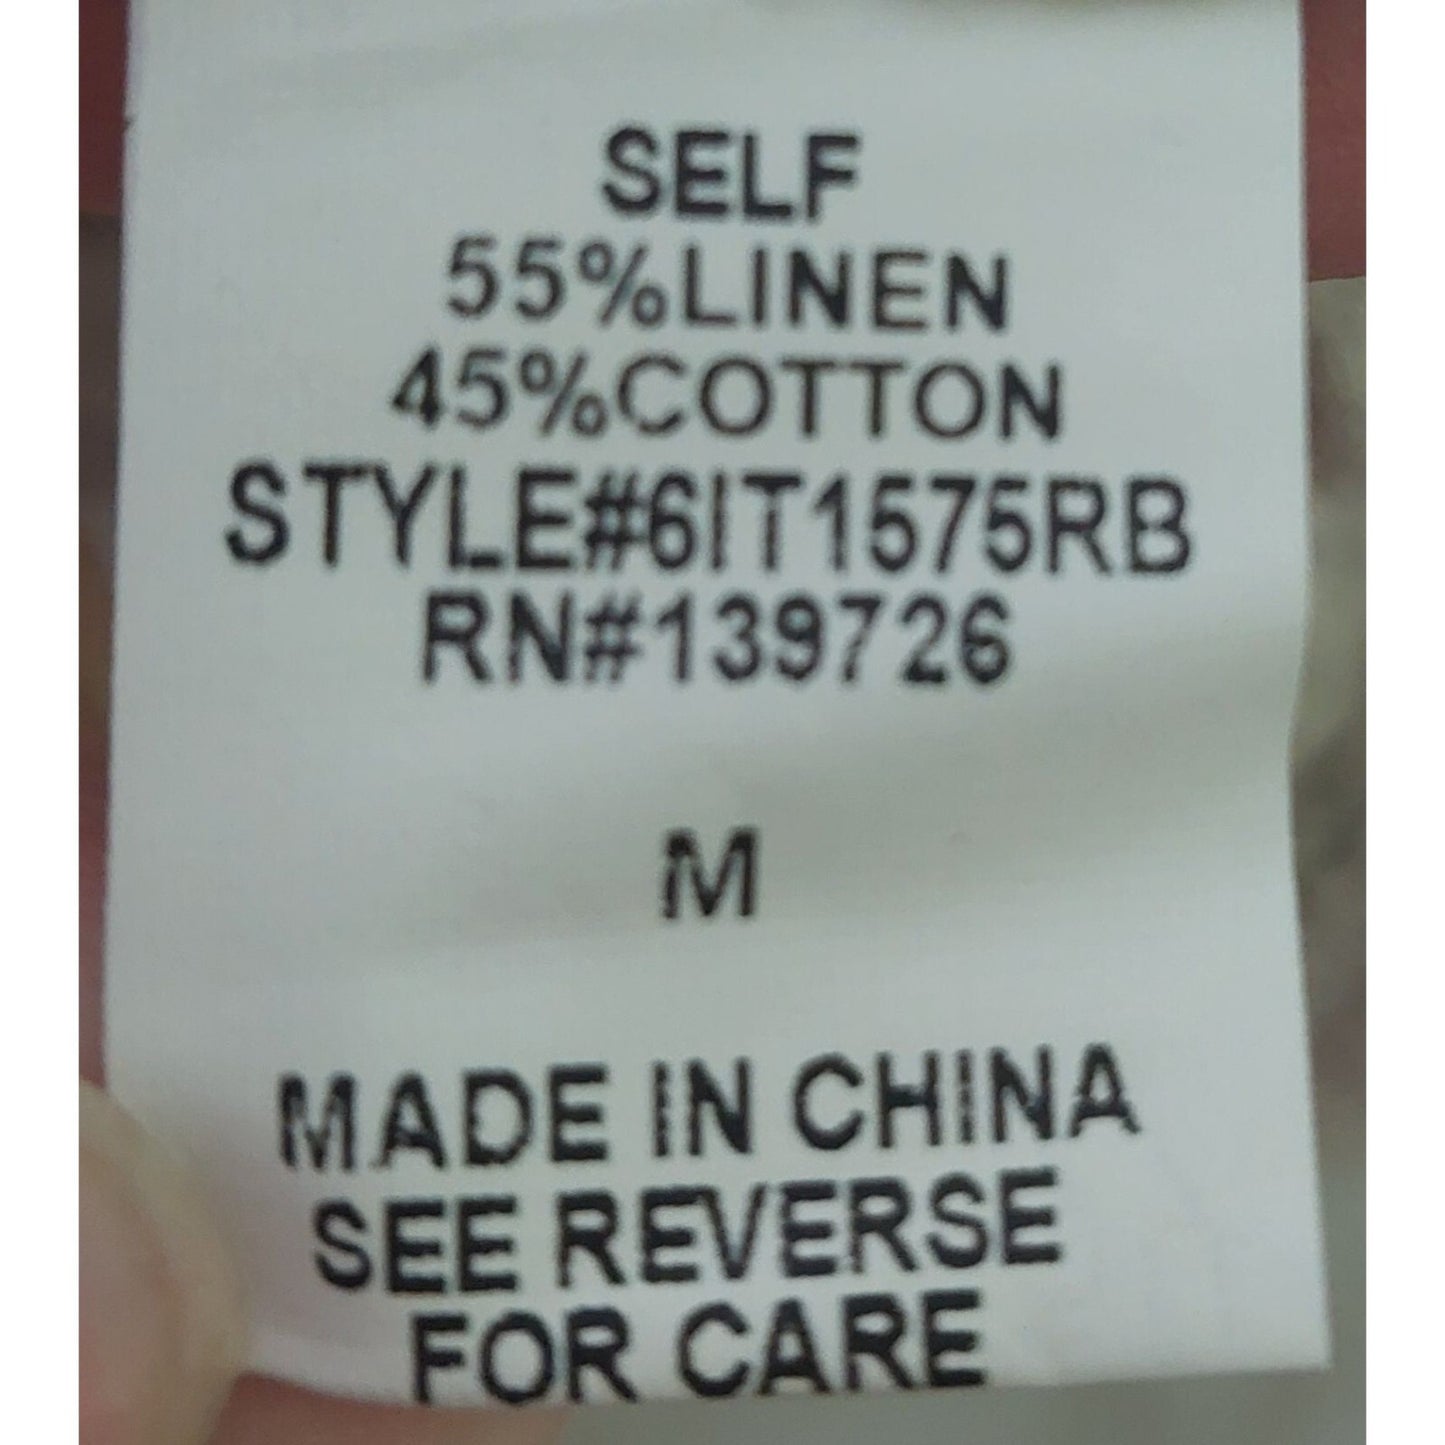 SELF
55%LINEN
45%COTTON
STYLE#6IT1575RB
RN#139726
M
MADE IN CHINA
SEE REVERSE
FOR CARE